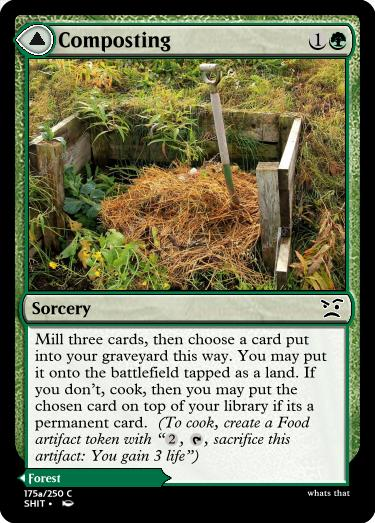 Composting 1
Sorcery
Mill three cards, then choose a card put
into your graveyard this way. You may put
it onto the battlefield tapped as a land. If
you don't, cook, then you may put the
chosen card on top of your library if its a
permanent card. (To cook, create a Food
artifact token with “2, , sacrifice this
artifact: You gain 3 life”)
Forest
175a/250 C
SHIT •
whats that